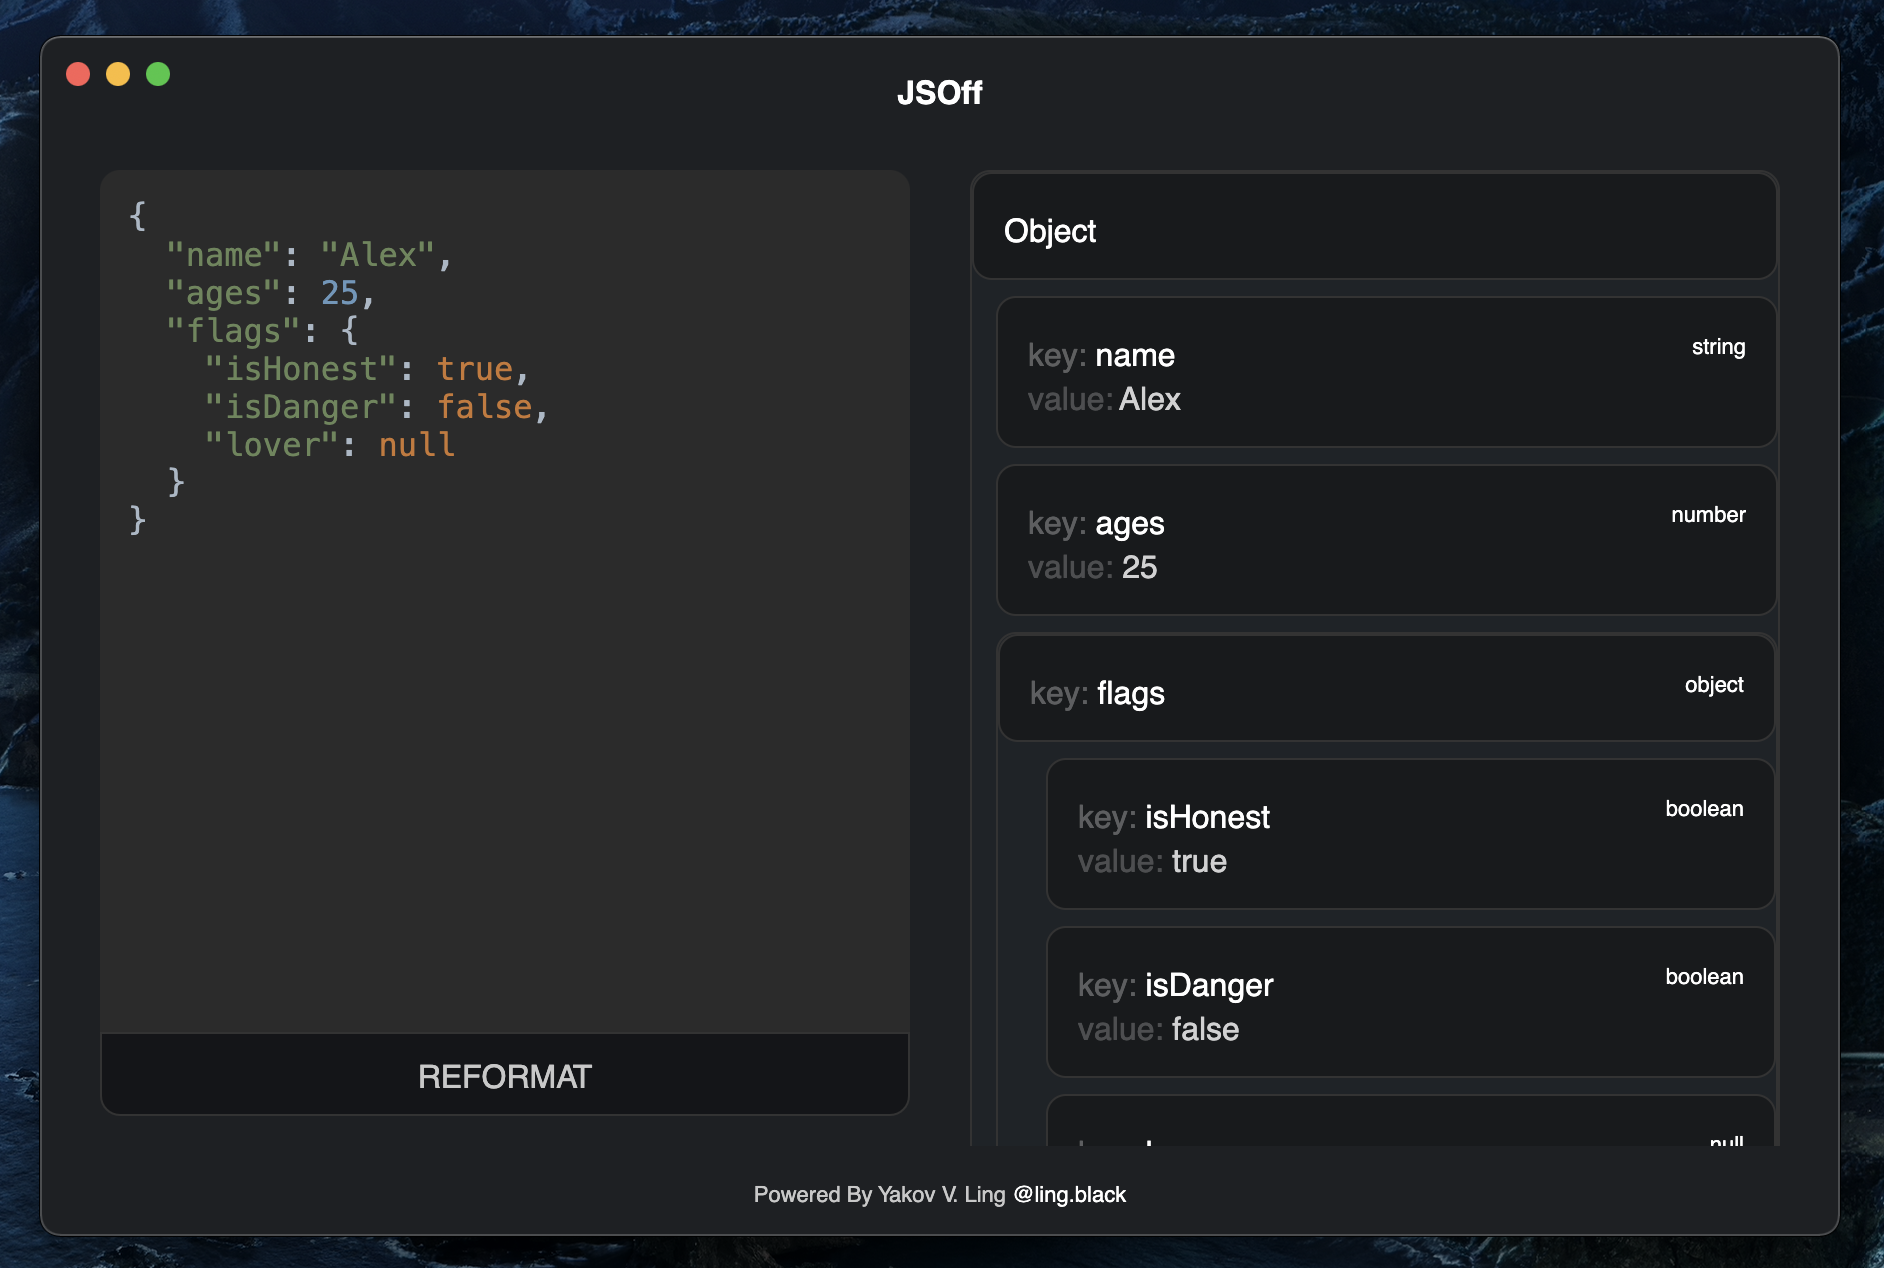 JSOff
{
"name": "Alex",
"ages": 25,
"flags": {
"isHonest": true,
"isDanger": false,
"lover": null
}
}
REFORMAT
Object
key: name
string
value: Alex
key: ages
number
value: 25
key: flags
object
key: isHonest
boolean
value: true
key: isDanger
boolean
value: false
null
Powered By Yakov V. Ling @ling.black